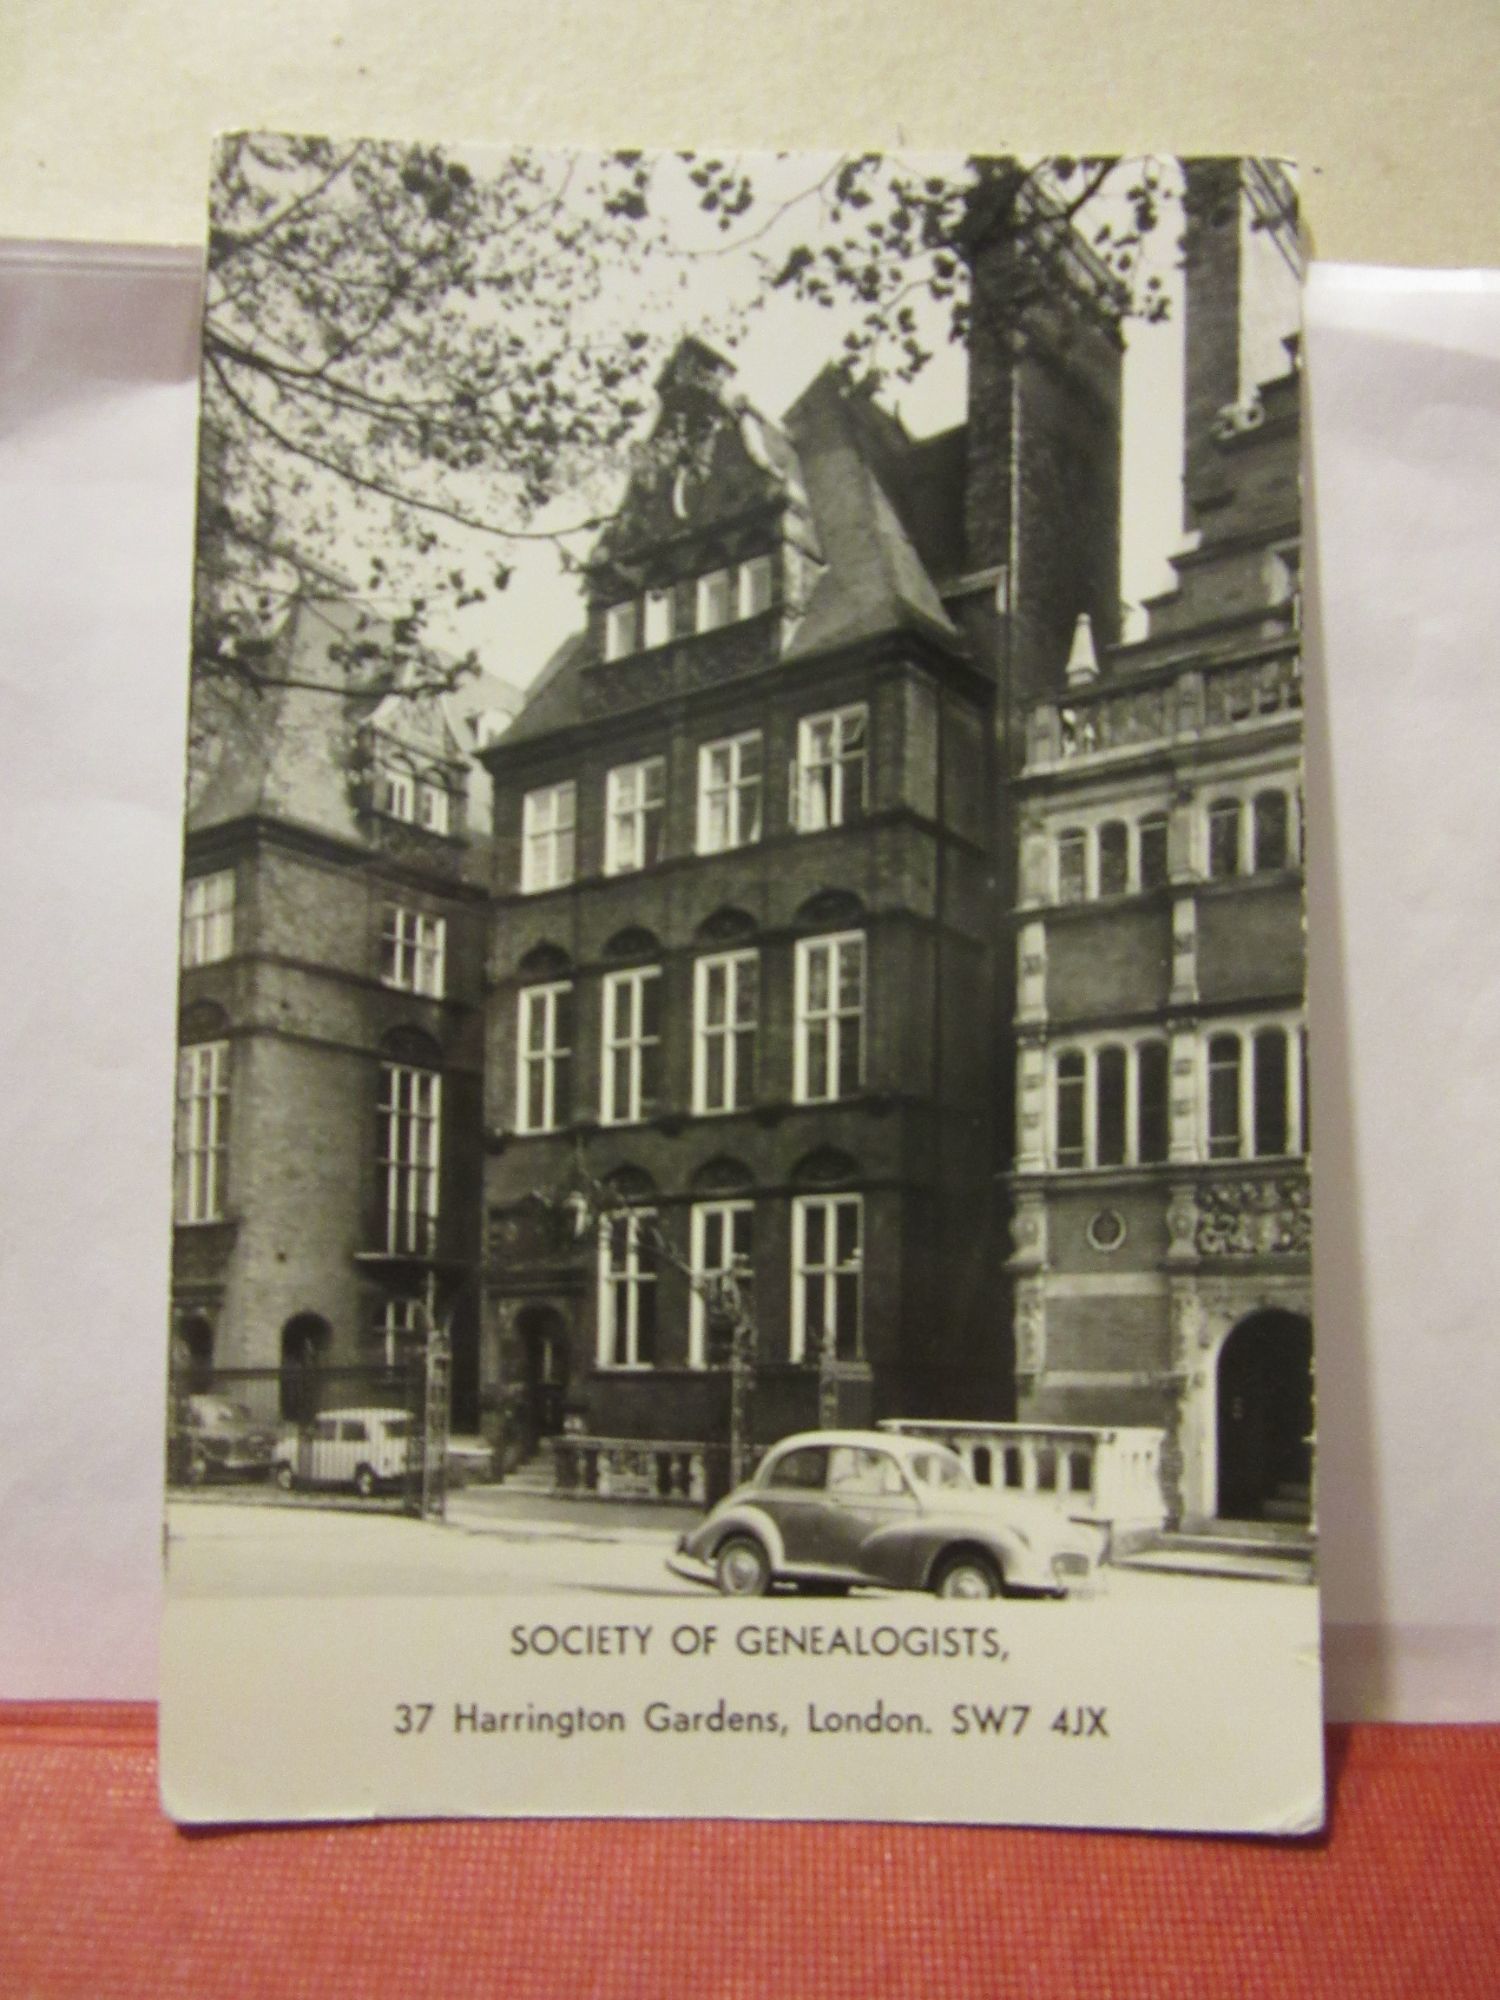 SOCIETY OF GENEALOGISTS,
37 Harrington Gardens, London. SW7 4JX